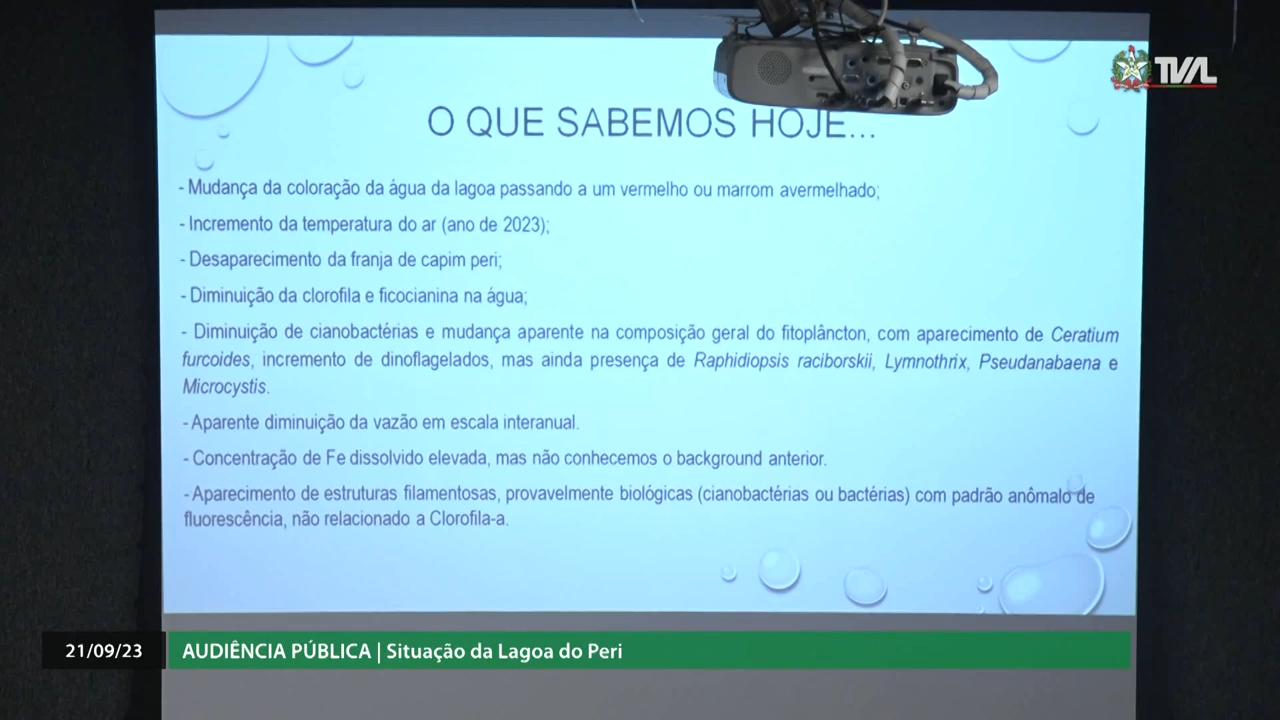 TVAL
O QUE SABEMOS HOJE...
- Mudança da coloração da água da lagoa passando a um vermelho ou marrom avermelhado;
- Incremento da temperatura do ar (ano de 2023);
- Desaparecimento da franja de capim peri;
- Diminuição da clorofila e ficocianina na água;
- Diminuição de cianobactérias e mudança aparente na composição geral do fitoplâncton, com aparecimento de Ceratium
furcoides, incremento de dinoflagelados, mas ainda presença de Raphidiopsis raciborskii, Lymnothrix, Pseudanabaena e
Microcystis.
- Aparente diminuição da vazão em escala interanual.
- Concentração de Fe dissolvido elevada, mas não conhecemos o background anterior.
- Aparecimento de estruturas filamentosas, provavelmente biológicas (cianobactérias ou bactérias) com padrão anômalo de
fluorescência, não relacionado a Clorofila-a.
21/09/23 AUDIÊNCIA PÚBLICA | Situação da Lagoa do Peri